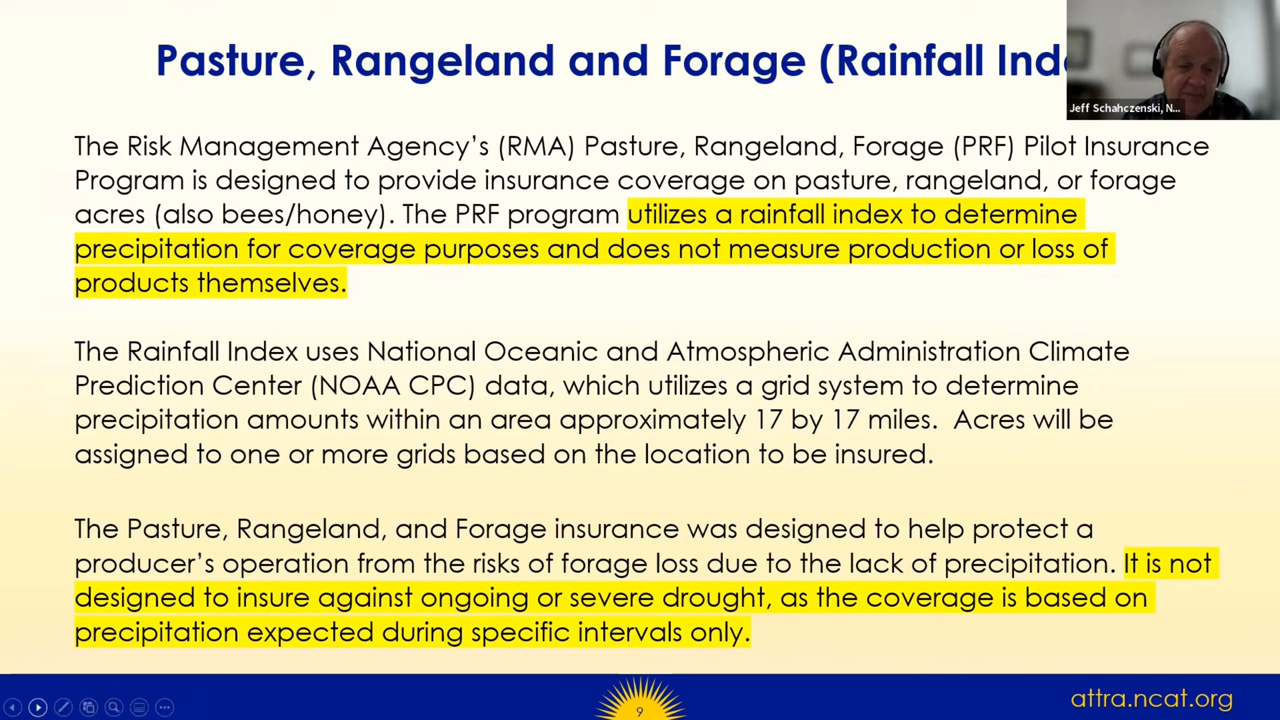 Pasture, Rangeland and Forage (Rainfall Ind
Jeff Schahczenski, N...
The Risk Management Agency’s (RMA) Pasture, Rangeland, Forage (PRF) Pilot Insurance
Program is designed to provide insurance coverage on pasture, rangeland, or forage
acres (also bees/honey). The PRF program utilizes a rainfall index to determine
precipitation for coverage purposes and does not measure production or loss of
products themselves.
The Rainfall Index uses National Oceanic and Atmospheric Administration Climate
Prediction Center (NOAA CPC) data, which utilizes a grid system to determine
precipitation amounts within an area approximately 17 by 17 miles.  Acres will be
assigned to one or more grids based on the location to be insured.
The Pasture, Rangeland, and Forage insurance was designed to help protect a
producer’s operation from the risks of forage loss due to the lack of precipitation. It is not
designed to insure against ongoing or severe drought, as the coverage is based on
precipitation expected during specific intervals only.
9
attra.ncat.org